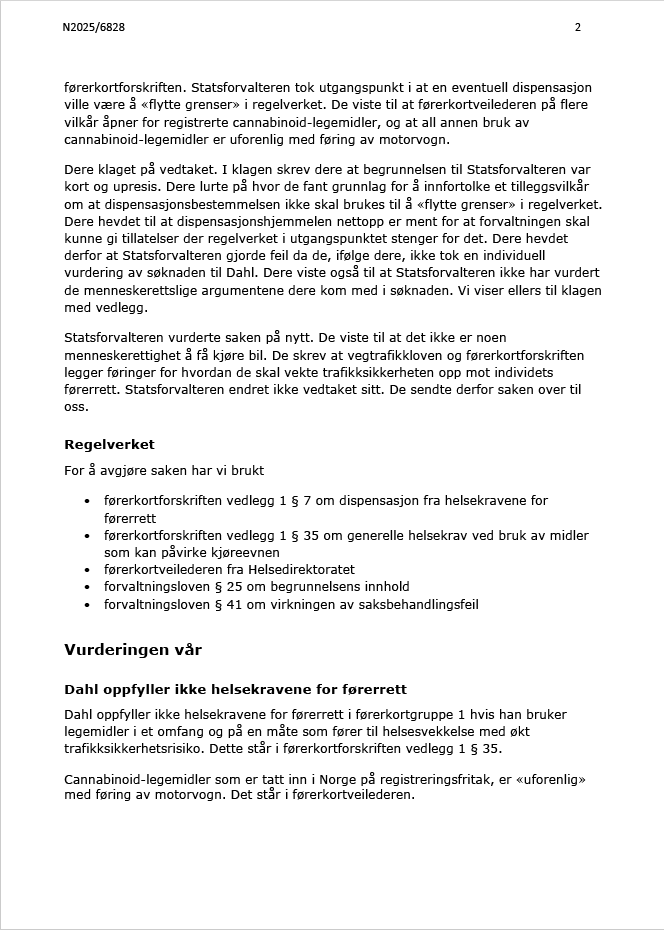 N2025/6828
2
førerkortforskriften. Statsforvalteren tok utgangspunkt i at en eventuell dispensasjon
ville være å «flytte grenser» i regelverket. De viste til at førerkortveilederen på flere
vilkår åpner for registrerte cannabinoid-legemidler, og at all annen bruk av
cannabinoid-legemidler er uforenlig med føring av motorvogn.
Dere klaget på vedtaket. I klagen skrev dere at begrunnelsen til Statsforvalteren var
kort og upresis. Dere lurte på hvor de fant grunnlag for å innfortolke et tilleggsvilkår
om at dispensasjonsbestemmelsen ikke skal brukes til å «flytte grenser» i regelverket.
Dere hevdet til at dispensasjonshjemmelen nettopp er ment for at forvaltningen skal
kunne gi tillatelser der regelverket i utgangspunktet stenger for det. Dere hevdet
derfor at Statsforvalteren gjorde feil da de, ifølge dere, ikke tok en individuell
vurdering av søknaden til Dahl. Dere viste også til at Statsforvalteren ikke har vurdert
de menneskerettslige argumentene dere kom med i søknaden. Vi viser ellers til klagen
med vedlegg.
Statsforvalteren vurderte saken på nytt. De viste til at det ikke er noen
menneskerettighet å få kjøre bil. De skrev at vegtrafikkloven og førerkortforskriften
legger føringer for hvordan de skal vekte trafikksikkerheten opp mot individets
førerett. Statsforvalteren endret ikke vedtaket sitt. De sendte derfor saken over til
oss.
Regelverket
For å avgjøre saken har vi brukt
• førerkortforskriften vedlegg 1 § 7 om dispensasjon fra helsekravene for
førerrett
• førerkortforskriften vedlegg 1 § 35 om generelle helsekrav ved bruk av midler
som kan påvirke kjøreevnen
• førerkortveilederen fra Helsedirektoratet
• forvaltningsloven § 25 om begrunnelsens innhold
• forvaltningsloven § 41 om virkningen av saksbehandlingsfeil
Vurderingen vår
Dahl oppfyller ikke helsekravene for førerrett
Dahl oppfyller ikke helsekravene for førerrett i førerkortgruppe 1 hvis han bruker
legemidler i et omfang og på en måte som fører til helsesvekkelse med økt
trafikksikkerhetsrisiko. Dette står i førerkortforskriften vedlegg 1 § 35.
Cannabinoid-legemidler som er tatt inn i Norge på registreringsfritak, er «uforenlig»
med føring av motorvogn. Det står i førerkortveilederen.